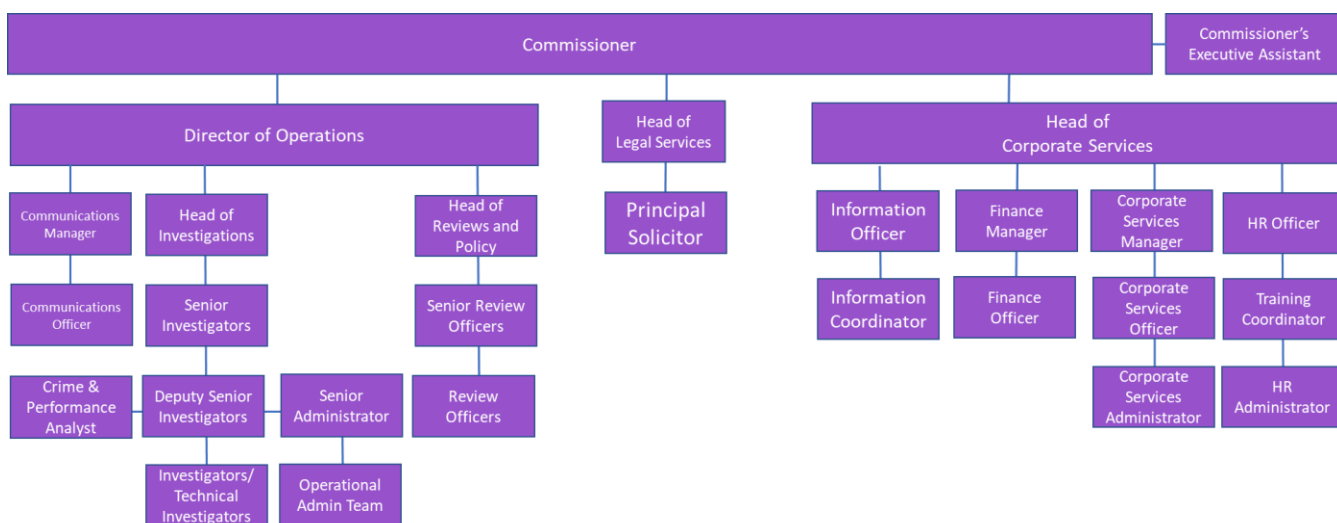 Commissioner
Commissioner's
Executive Assistant
Director of Operations
Head of
Legal Services
Head of
Corporate Services
Communications
Manager
Head of
Investigations
Head of
Reviews and
Policy
Principal
Solicitor
Information
Officer
Finance
Manager
Corporate
Services
Manager
HR Officer
Communications
Officer
Senior
Investigators
Senior Review
Officers
Information
Coordinator
Finance
Officer
Corporate
Services
Officer
Training
Coordinator
Crime &
Performance
Analyst
Deputy Senior
Investigators
Senior
Administrator
Review
Officers
Corporate
Services
Administrator
HR
Administrator
Investigators/
Technical
Investigators
Operational
Admin Team